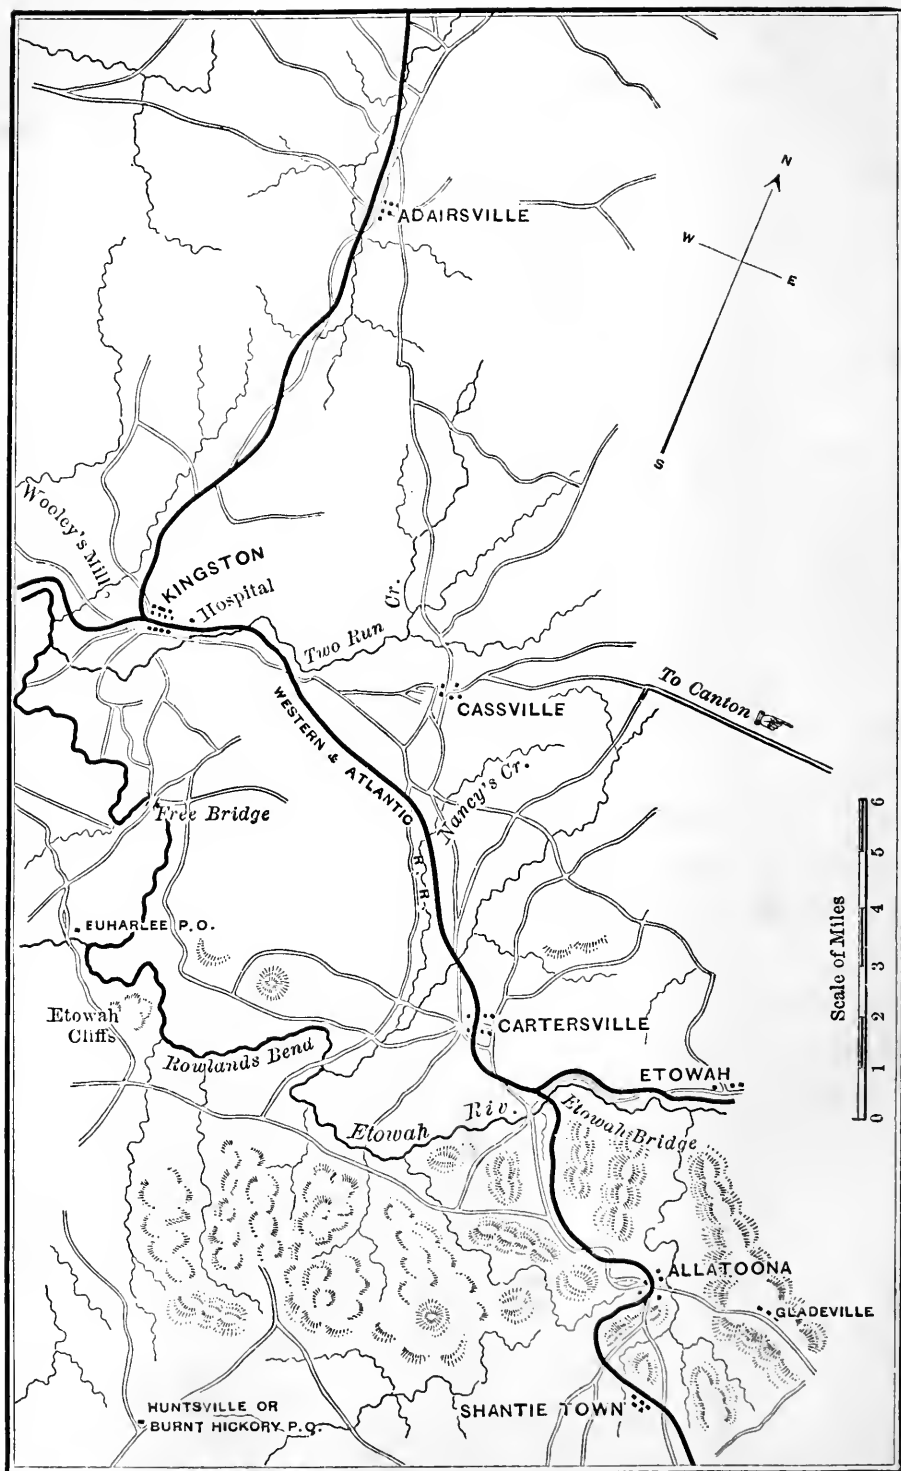 N
ADAIRSVILLE
W
E
S
Wooley's Mill
KINGSTON
Hospital
Two Run Cr.
To Canton
CASSVILLE
WESTERN & ATLANTIC R. R.
Nancy's Cr.
Free Bridge
6
5
4
3
2
1
0
Scale of Miles
EUHARLEE P.O.
Etowah
Cliffs
CARTERSVILLE
Rowlands Bend
ETOWAH
Etowah Riv.
Etowah Bridge
ALLATOONA
GLADEVILLE
HUNTSVILLE OR
BURNT HICKORY P.O.
SHANTIE TOWN